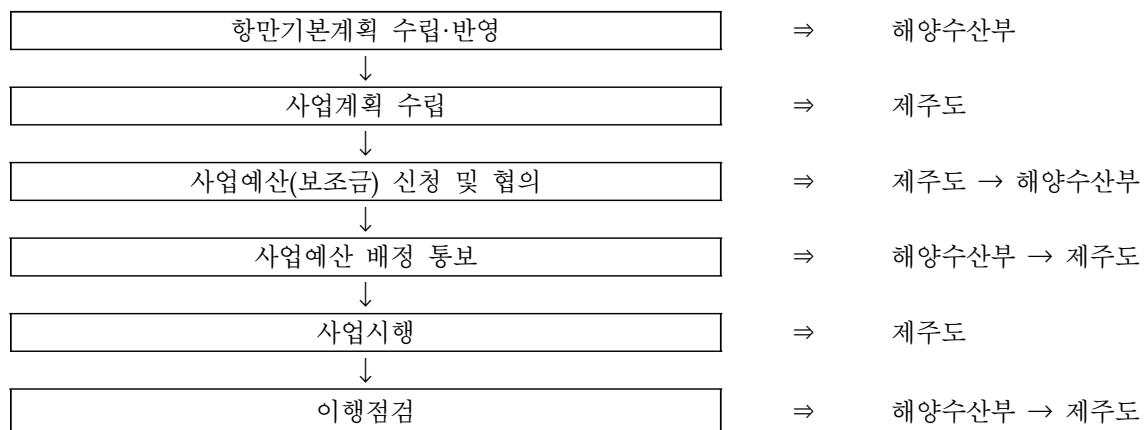 항만기본계획 수립·반영 ⇒ 해양수산부
↓
사업계획 수립 ⇒ 제주도
↓
사업예산(보조금) 신청 및 협의 ⇒ 제주도 → 해양수산부
↓
사업예산 배정 통보 ⇒ 해양수산부 → 제주도
↓
사업시행 ⇒ 제주도
↓
이행점검 ⇒ 해양수산부 → 제주도